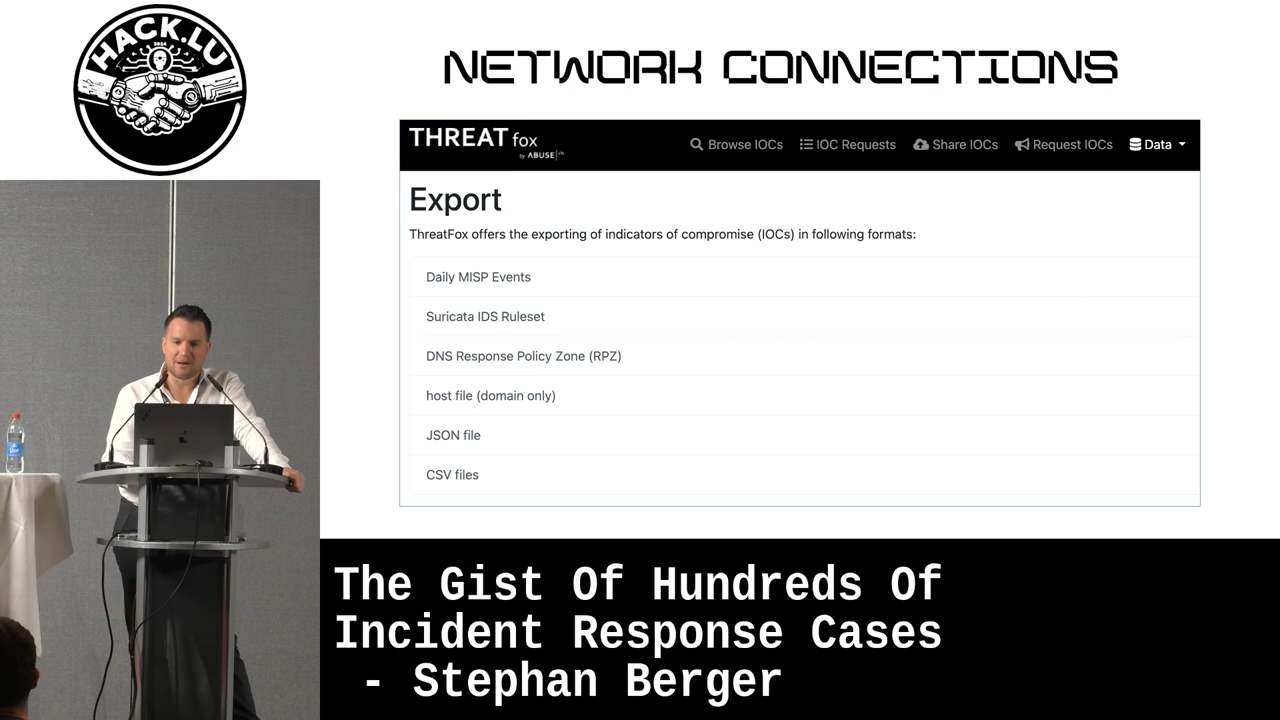 HACK.LU
2024
NETWORK CONNECTIONS
THREAT fox
by ABUSE|ch
Browse IOCs
IOC Requests
Share IOCs
Request IOCs
Data
Export
ThreatFox offers the exporting of indicators of compromise (IOCs) in following formats:
Daily MISP Events
Suricata IDS Ruleset
DNS Response Policy Zone (RPZ)
host file (domain only)
JSON file
CSV files
The Gist Of Hundreds Of
Incident Response Cases
- Stephan Berger